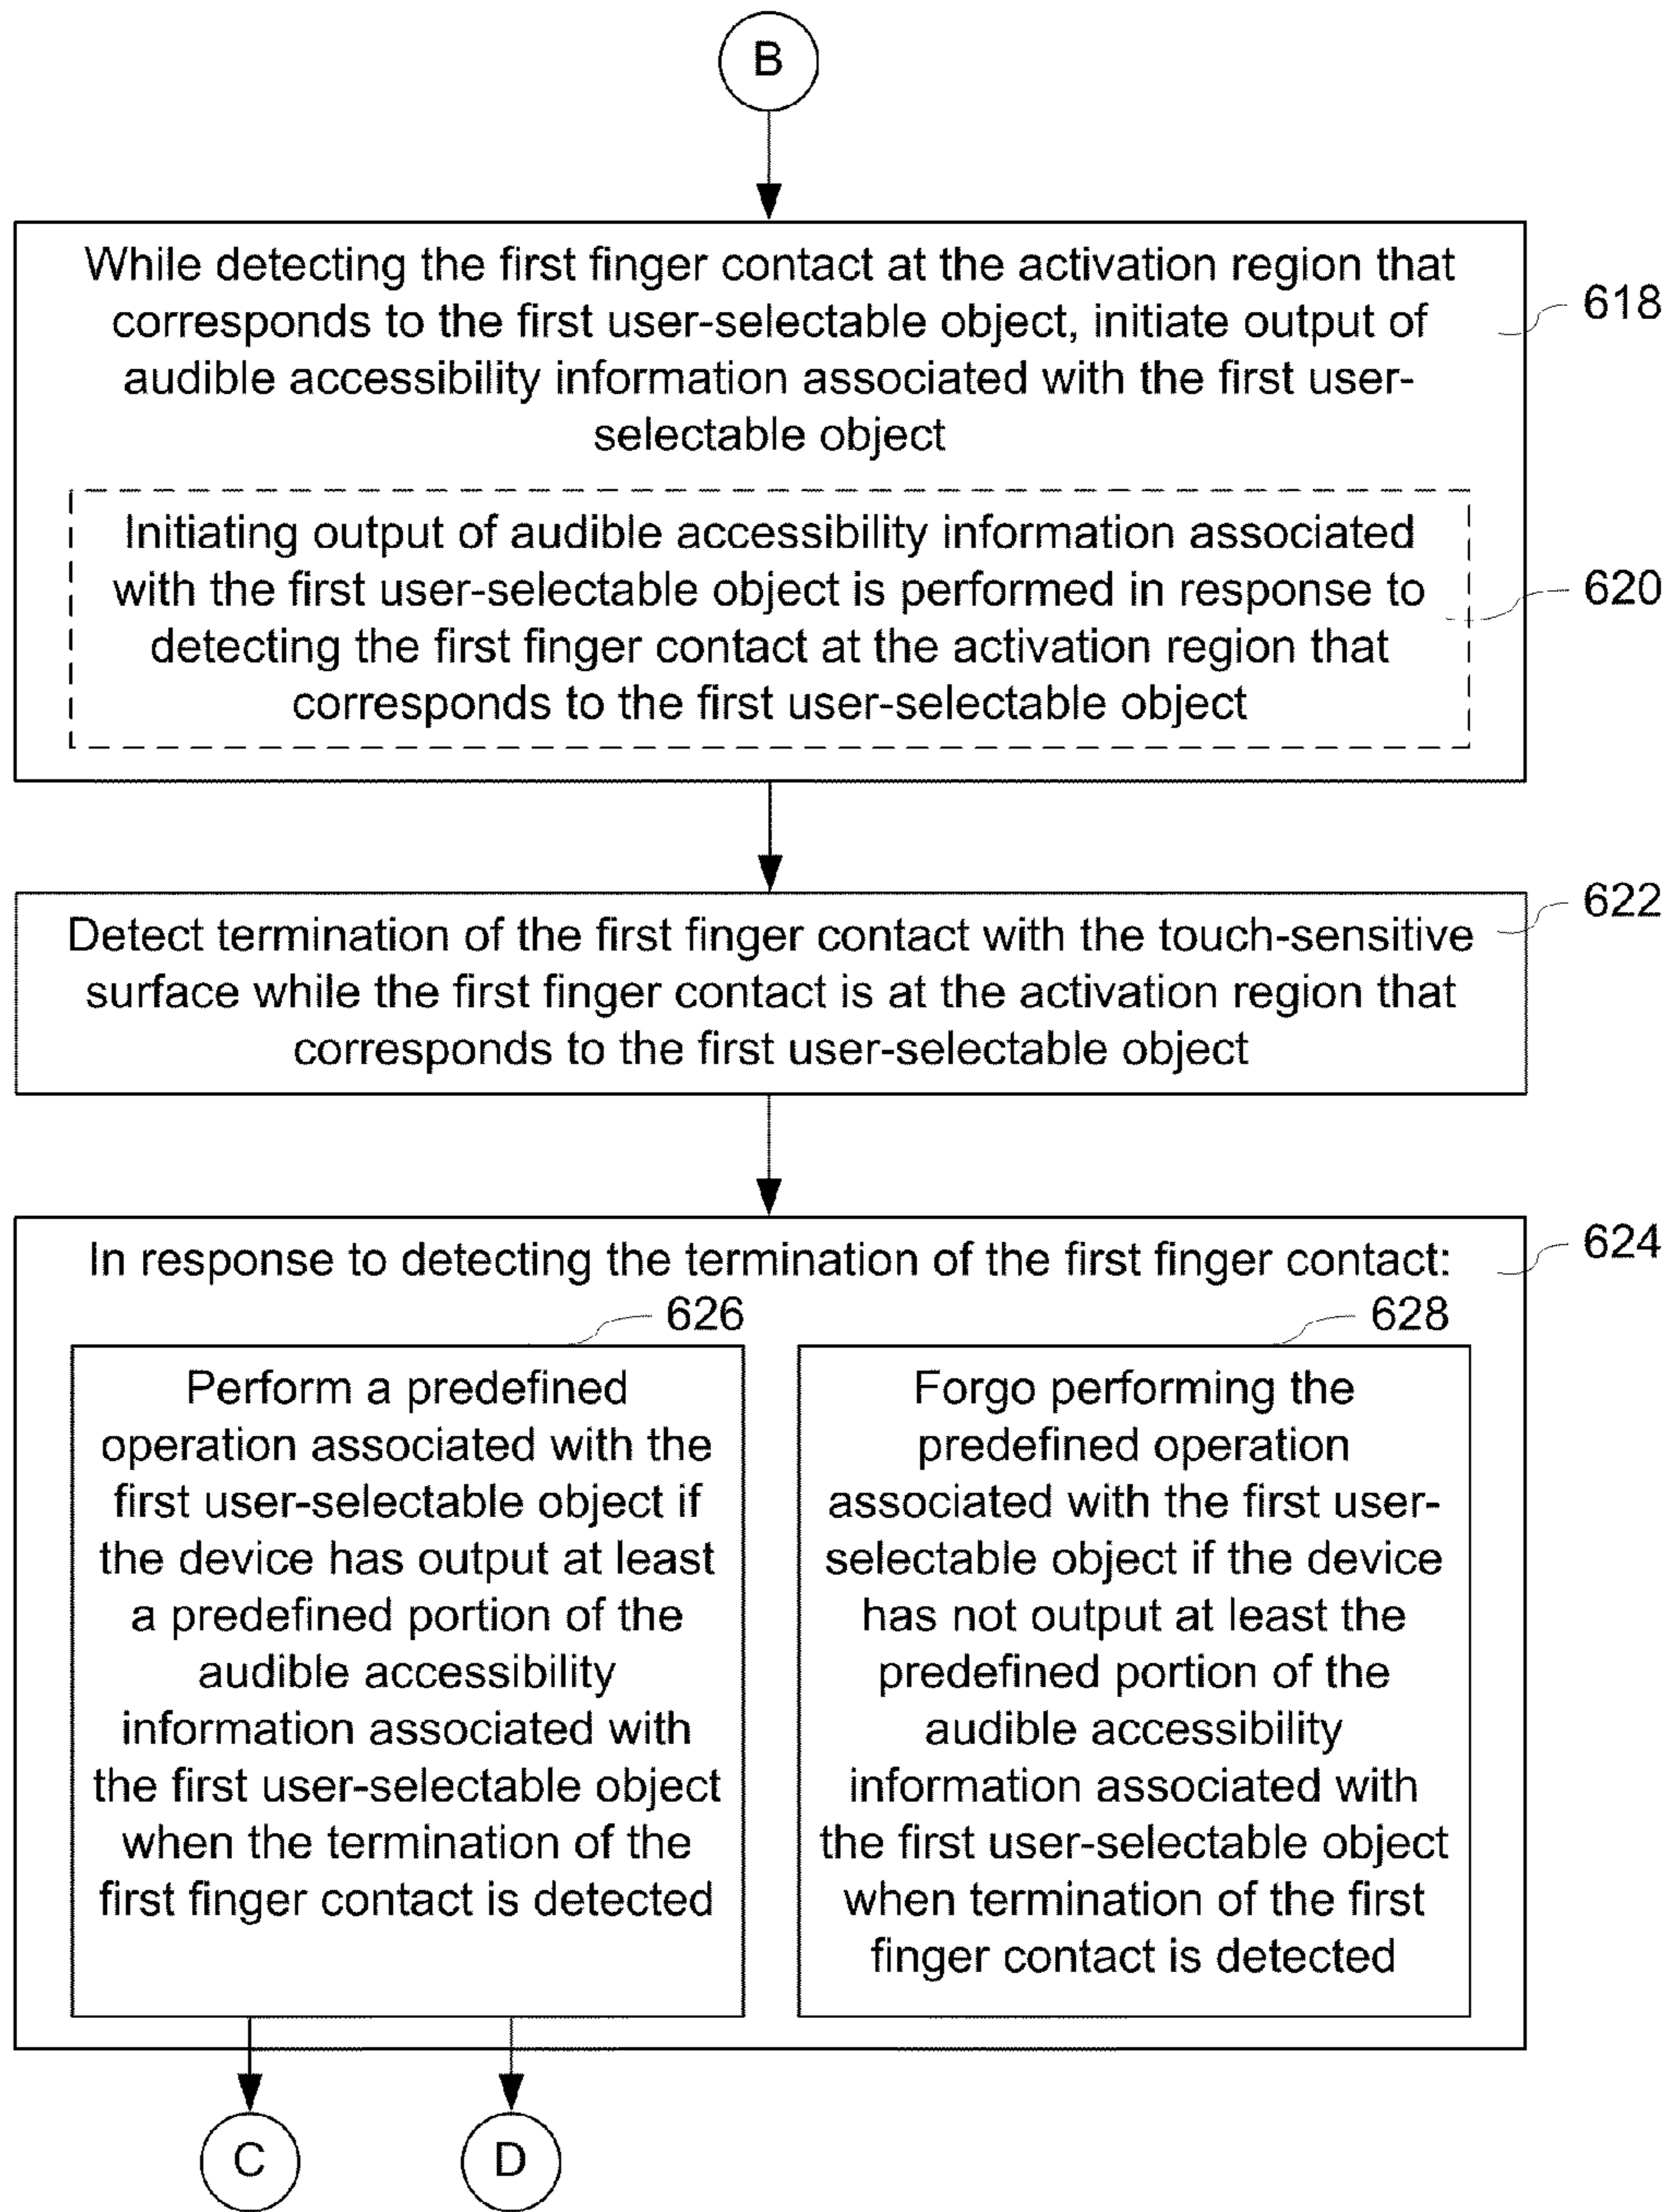 B
While detecting the first finger contact at the activation region that
corresponds to the first user-selectable object, initiate output of
audible accessibility information associated with the first user-
selectable object
618
Initiating output of audible accessibility information associated
with the first user-selectable object is performed in response to
detecting the first finger contact at the activation region that
corresponds to the first user-selectable object
620
Detect termination of the first finger contact with the touch-sensitive
surface while the first finger contact is at the activation region that
corresponds to the first user-selectable object
622
In response to detecting the termination of the first finger contact:
624
626
Perform a predefined
operation associated with the
first user-selectable object if
the device has output at least
a predefined portion of the
audible accessibility
information associated with
the first user-selectable object
when the termination of the
first finger contact is detected
628
Forgo performing the
predefined operation
associated with the first user-
selectable object if the device
has not output at least the
predefined portion of the
audible accessibility
information associated with
the first user-selectable object
when termination of the first
finger contact is detected
C
D